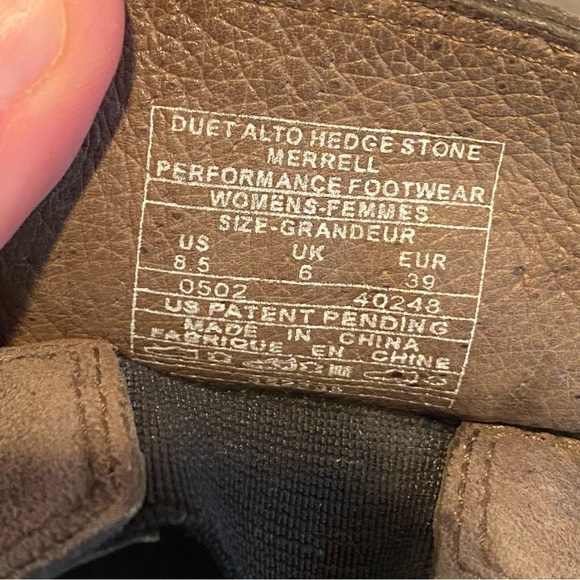 DUET ALTO HEDGE STONE
MERRELL
PERFORMANCE FOOTWEAR
WOMENS-FEMMES
SIZE-GRANDEUR
US UK EUR
8.5 6 39
0502 40248
US PATENT PENDING
MADE IN CHINA
FABRIQUE EN CHINE